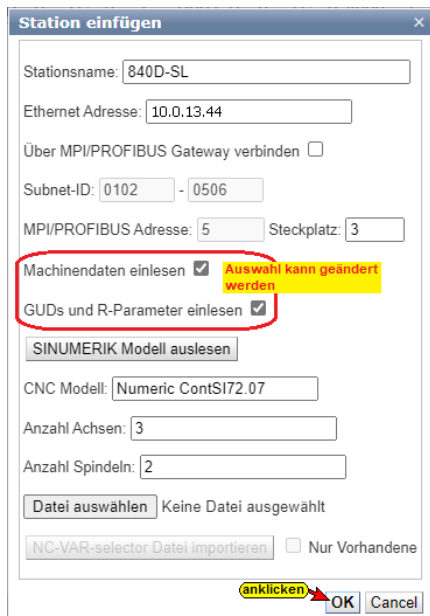 Station einfügen ×
Stationsname: 840D-SL
Ethernet Adresse: 10.0.13.44
Über MPI/PROFIBUS Gateway verbinden
Subnet-ID: 0102 - 0506
MPI/PROFIBUS Adresse: 5 Steckplatz: 3
Machinendaten einlesen Auswahl kann geändert
werden
GUDs und R-Parameter einlesen
SINUMERIK Modell auslesen
CNC Modell: Numeric ContSI72.07
Anzahl Achsen: 3
Anzahl Spindeln: 2
Datei auswählen Keine Datei ausgewählt
NC-VAR-selector Datei importieren Nur Vorhandene
anklicken
OK Cancel